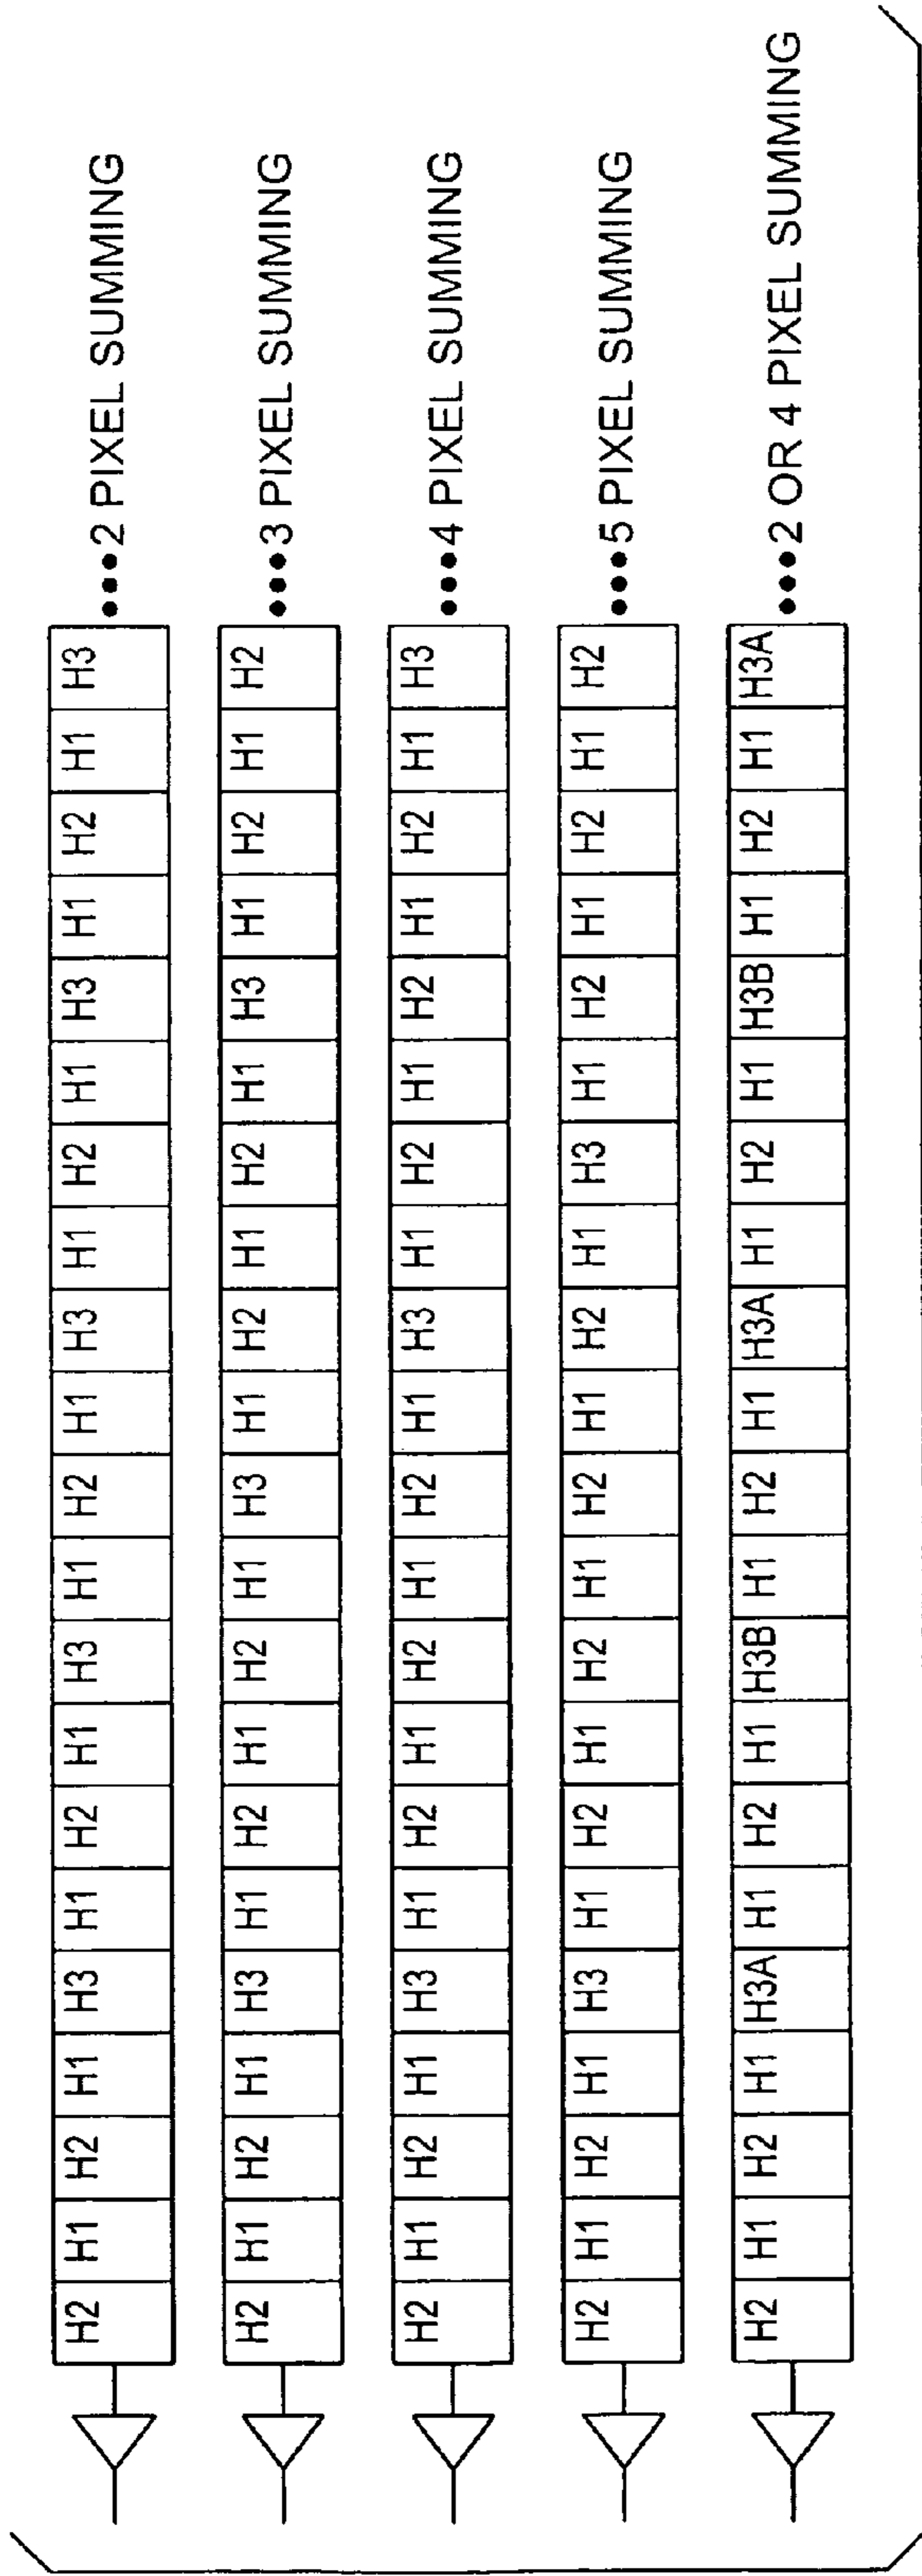 H2 H1 H2 H1 H3 H1 H2 H1 H3 H1 H2 H1 H3 H1 H2 H1 H3 H1 H2 H1 H3 •••2 PIXEL SUMMING
H2 H1 H2 H1 H3 H1 H2 H1 H2 H1 H3 H1 H2 H1 H2 H1 H3 H1 H2 H1 H2 •••3 PIXEL SUMMING
H2 H1 H2 H1 H3 H1 H2 H1 H2 H1 H2 H1 H3 H1 H2 H1 H2 H1 H2 H1 H3 •••4 PIXEL SUMMING
H2 H1 H2 H1 H3 H1 H2 H1 H2 H1 H2 H1 H2 H1 H3 H1 H2 H1 H2 H1 H2 •••5 PIXEL SUMMING
H2 H1 H2 H1 H3A H1 H2 H1 H3B H1 H2 H1 H3A H1 H2 H1 H3B H1 H2 H1 H3A •••2 OR 4 PIXEL SUMMING